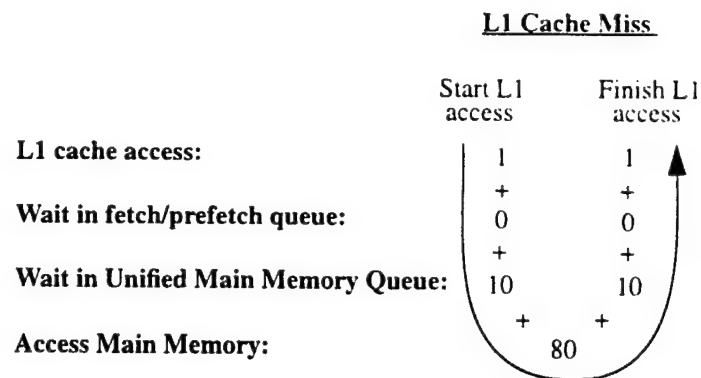 L1 Cache Miss
Start L1 Finish L1
access access
L1 cache access: 1 1
+ +
Wait in fetch/prefetch queue: 0 0
+ +
Wait in Unified Main Memory Queue: 10 10
+ +
Access Main Memory: 80